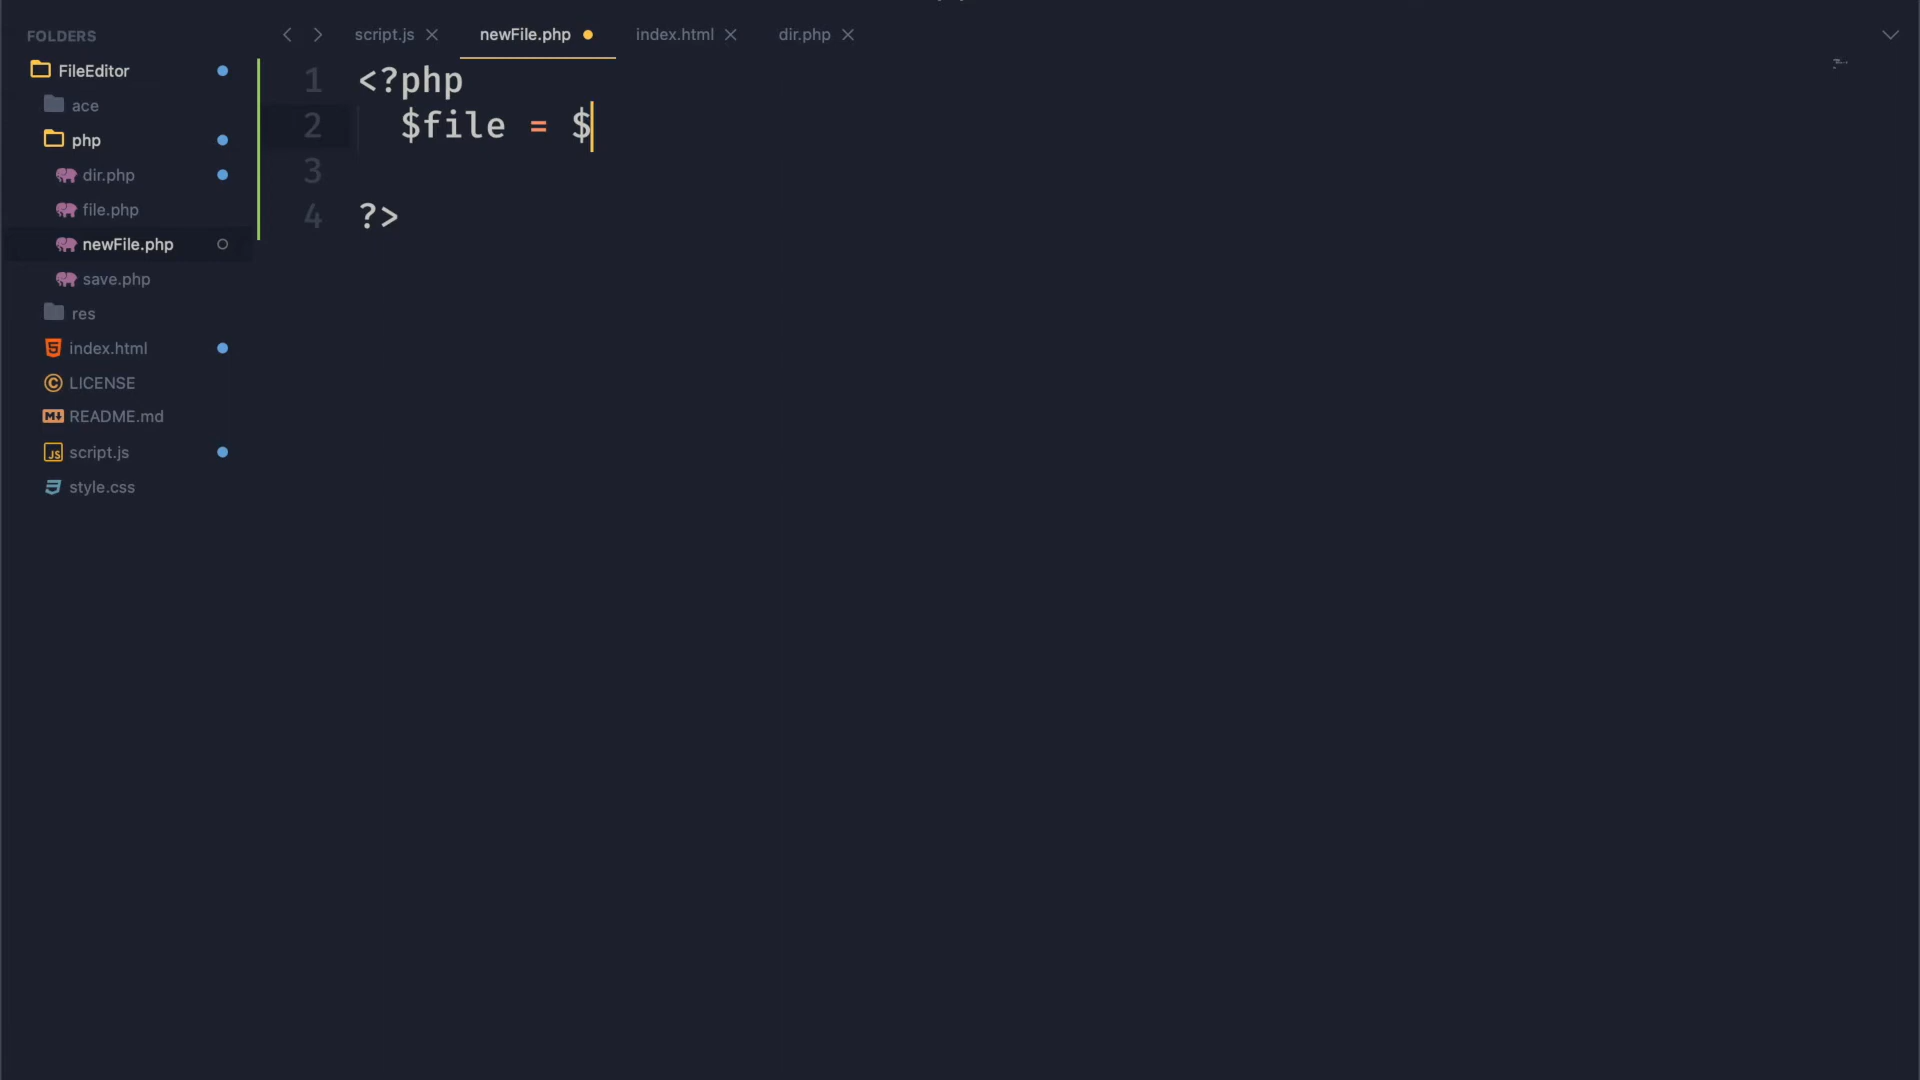 FOLDERS
FileEditor
ace
php
dir.php
file.php
newFile.php
save.php
res
index.html
LICENSE
README.md
script.js
style.css
script.js
newFile.php
index.html
dir.php
1 <?php
2 $file = $
3
4 ?>